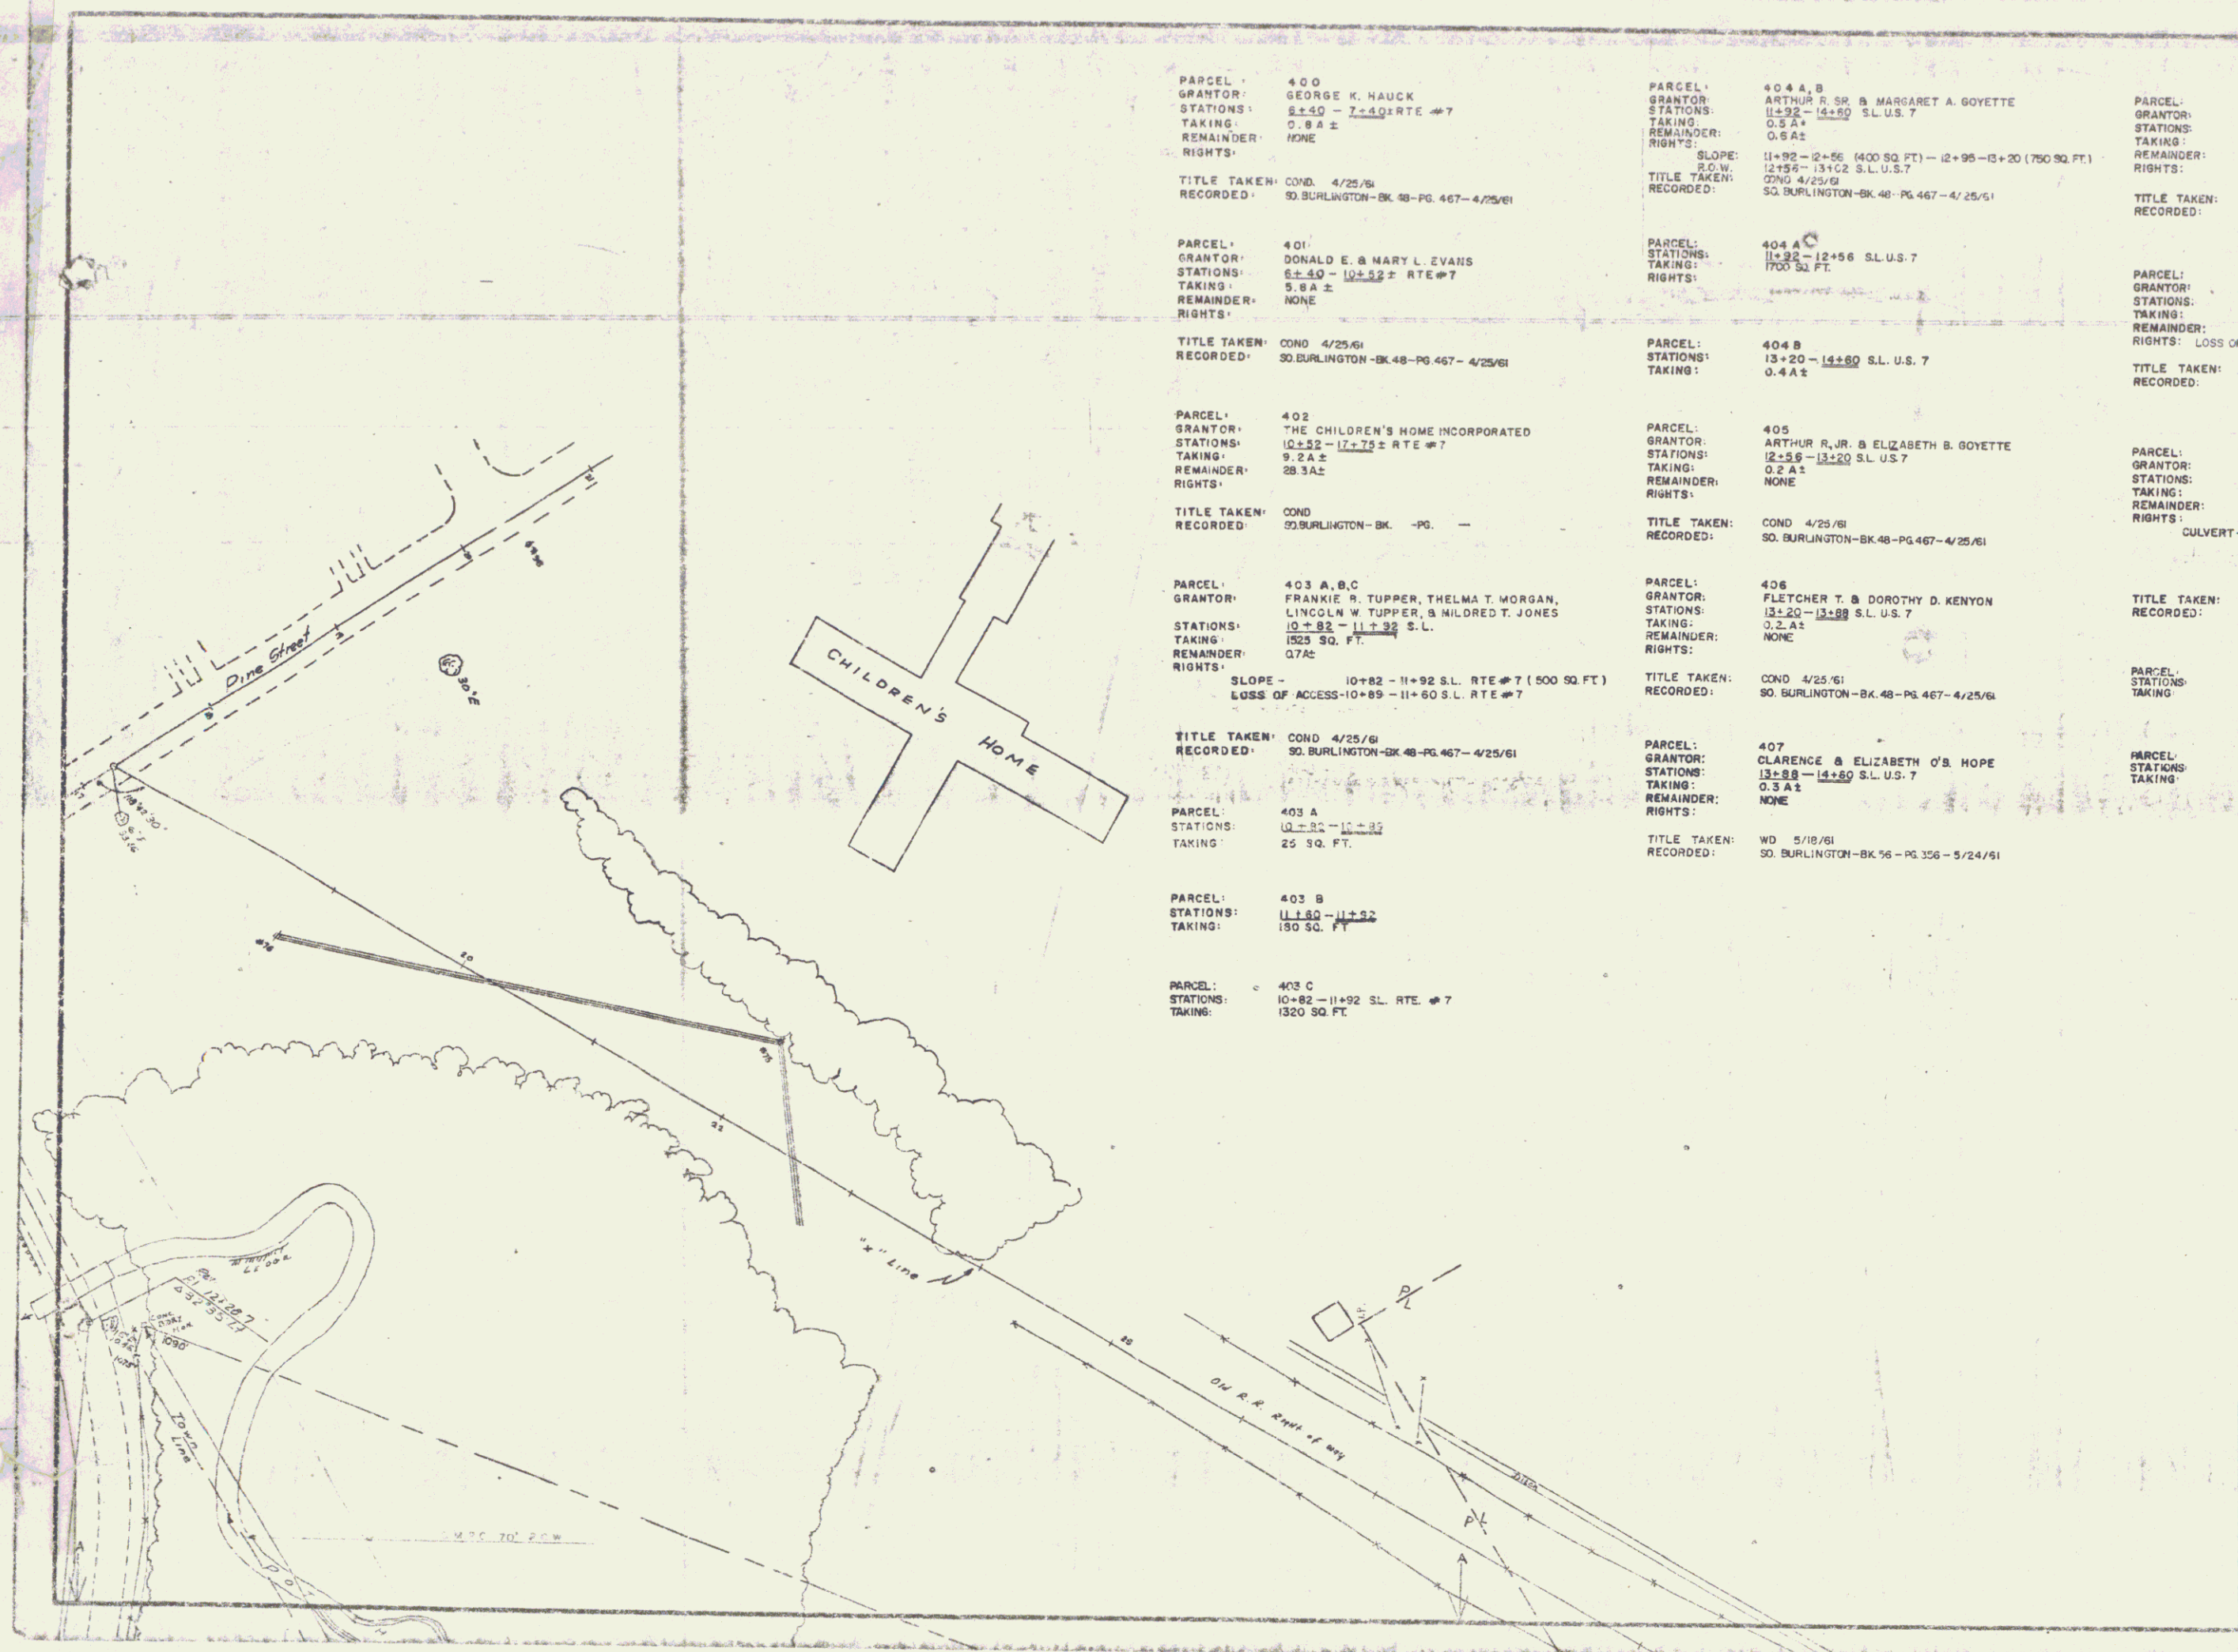 PARCEL: 400
GRANTOR: GEORGE K. HAUCK
STATIONS: 6+40 - 7+40± RTE #7
TAKING: 0.8 A ±
REMAINDER: NONE
RIGHTS:
TITLE TAKEN: COND. 4/25/61
RECORDED: SO. BURLINGTON-BK. 48-PG. 467-4/25/61
PARCEL: 401
GRANTOR: DONALD E. & MARY L. EVANS
STATIONS: 6+40 - 10+52± RTE #7
TAKING: 5.8 A ±
REMAINDER: NONE
RIGHTS:
TITLE TAKEN: COND 4/25/61
RECORDED: SO. BURLINGTON-BK. 48-PG. 467-4/25/61
PARCEL: 402
GRANTOR: THE CHILDREN'S HOME INCORPORATED
STATIONS: 10+52-17+75± RTE #7
TAKING: 9.2 A ±
REMAINDER: 28.3 A±
RIGHTS:
TITLE TAKEN: COND
RECORDED: SO. BURLINGTON-BK. -PG. —
PARCEL: 403 A, B, C
GRANTOR: FRANKIE B. TUPPER, THELMA T. MORGAN,
LINCOLN W. TUPPER, & MILDRED T. JONES
STATIONS: 10+82 - 11+92 S.L.
TAKING: 1525 SQ. FT.
REMAINDER: 0.7A±
RIGHTS:
SLOPE - 10+82 - 11+92 S.L. RTE #7 (500 SQ. FT)
LOSS OF ACCESS-10+89 - 11+60 S.L. RTE #7
TITLE TAKEN: COND 4/25/61
RECORDED: SO. BURLINGTON-BK 48-PG. 467-4/25/61
PARCEL: 403 A
STATIONS: 10+82-10+89
TAKING: 25 SQ. FT.
PARCEL: 403 B
STATIONS: 11+60-11+92
TAKING: 180 SQ. FT
PARCEL: 403 C
STATIONS: 10+82-11+92 S.L. RTE. #7
TAKING: 1320 SQ. FT.
PARCEL: 404 A, B
GRANTOR: ARTHUR R. SR. & MARGARET A. GOYETTE
STATIONS: 11+92-14+60 S.L. U.S. 7
TAKING: 0.5 A±
REMAINDER: 0.6 A±
RIGHTS:
SLOPE: 11+92-12+56 (400 SQ. FT.) - 12+95-13+20 (750 SQ. FT.)
R.O.W. 12+56-13+02 S.L. U.S. 7
TITLE TAKEN: COND 4/25/61
RECORDED: SO. BURLINGTON-BK. 48-PG. 467-4/25/61
PARCEL: 404 A
STATIONS: 11+92-12+56 S.L. U.S. 7
TAKING: 1700 SQ. FT.
RIGHTS:
PARCEL: 404 B
STATIONS: 13+20-14+60 S.L. U.S. 7
TAKING: 0.4 A±
PARCEL: 405
GRANTOR: ARTHUR R, JR. & ELIZABETH B. GOYETTE
STATIONS: 12+56-13+20 S.L. U.S. 7
TAKING: 0.2 A±
REMAINDER: NONE
RIGHTS:
TITLE TAKEN: COND 4/25/61
RECORDED: SO. BURLINGTON-BK. 48-PG. 467-4/25/61
PARCEL: 406
GRANTOR: FLETCHER T. & DOROTHY D. KENYON
STATIONS: 13+20-13+88 S.L. U.S. 7
TAKING: 0.2 A±
REMAINDER: NONE
RIGHTS:
TITLE TAKEN: COND 4/25/61
RECORDED: SO. BURLINGTON-BK. 48-PG. 467-4/25/61
PARCEL: 407
GRANTOR: CLARENCE & ELIZABETH O'S. HOPE
STATIONS: 13+88-14+60 S.L. U.S. 7
TAKING: 0.3 A±
REMAINDER: NONE
RIGHTS:
TITLE TAKEN: WD 5/18/61
RECORDED: SO. BURLINGTON-BK. 56-PG. 356-5/24/61
PARCEL:
GRANTOR:
STATIONS:
TAKING:
REMAINDER:
RIGHTS:
TITLE TAKEN:
RECORDED:
PARCEL:
GRANTOR:
STATIONS:
TAKING:
REMAINDER:
RIGHTS: LOSS
TITLE TAKEN:
RECORDED:
PARCEL:
GRANTOR:
STATIONS:
TAKING:
REMAINDER:
RIGHTS:
CULVERT
TITLE TAKEN:
RECORDED:
PARCEL:
STATIONS:
TAKING:
PARCEL:
STATIONS:
TAKING:
Pine Street
30"E
CHILDREN'S
HOME
20
22
"X" Line
25
P/L
Old R.R. Right of Way
P/L
A
Town
Line
1090
70' R.O.W.
A